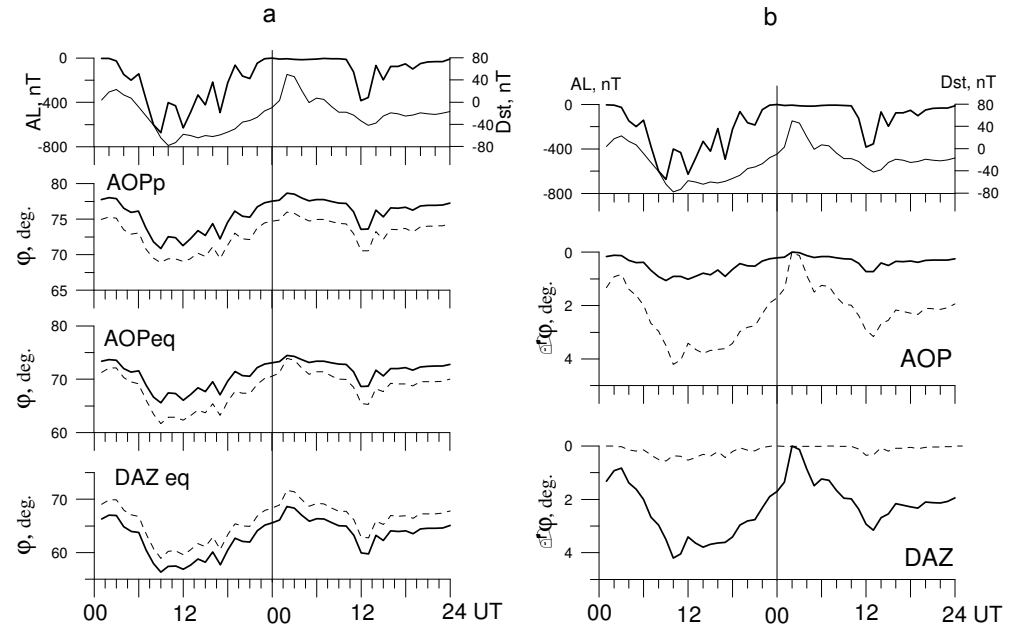 a
b
AL, nT
0
-400
-800
80
40
0
-40
-80
Dst, nT
AOPp
φ, deg.
80
75
70
65
AOPeq
φ, deg.
80
70
60
DAZ eq
φ, deg.
70
60
00 12 00 12 24 UT
AL, nT
Dst, nT
0
-400
-800
80
40
0
-40
-80
φ, deg.
0
2
4
AOP
φ, deg.
0
2
4
DAZ
00 12 00 12 24 UT